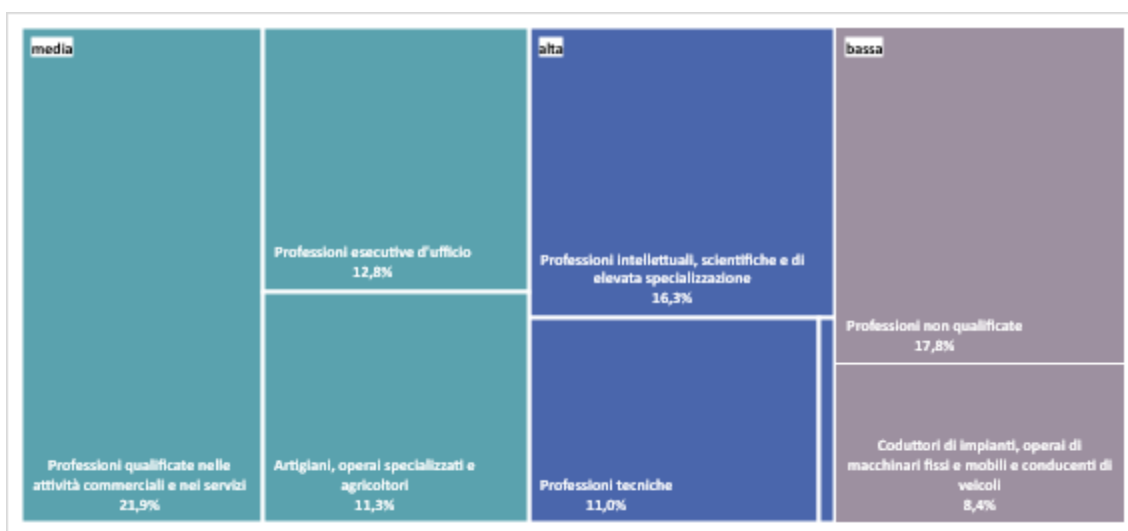 media
Professioni qualificate nelle
attività commerciali e nei servizi
21,9%
Professioni esecutive d'ufficio
12,8%
Artigiani, operai specializzati e
agricoltori
11,3%
alta
Professioni intellettuali, scientifiche e di
elevata specializzazione
16,3%
Professioni tecniche
11,0%
bassa
Professioni non qualificate
17,8%
Coduttori di impianti, operai di
macchinari fissi e mobili e conducenti di
veicoli
8,4%